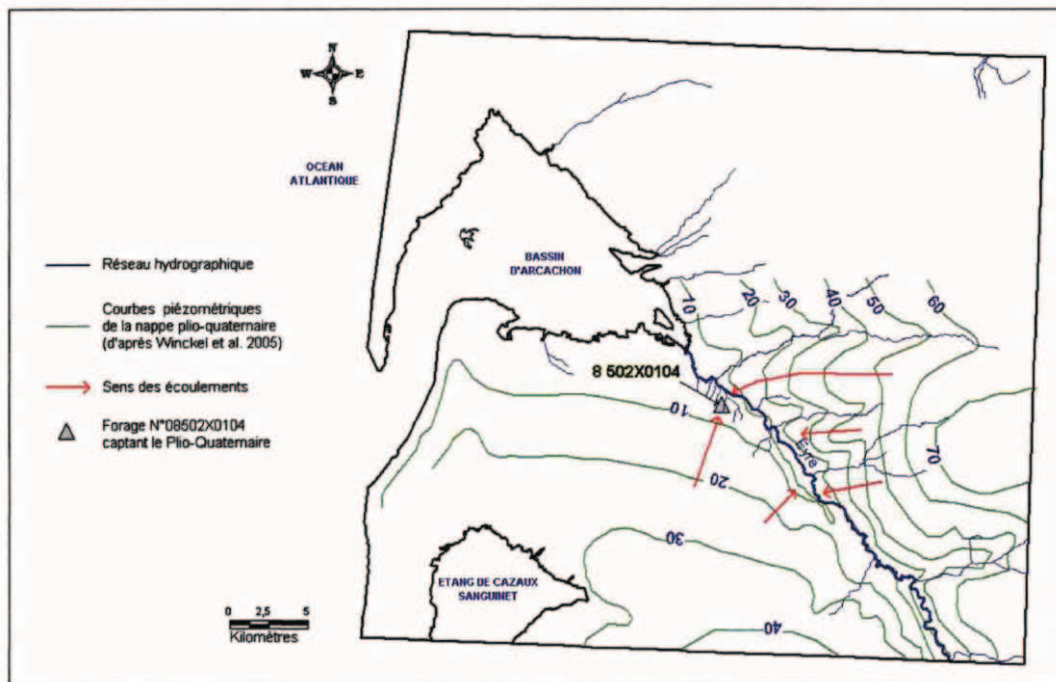 N
W E
S
OCEAN
ATLANTIQUE
BASSIN
D'ARCACHON
Réseau hydrographique
Courbes piézométriques
de la nappe plio-quaternaire
(d'après Winckel et al. 2005)
Sens des écoulements
Forage N°08502X0104
captant le Plio-Quaternaire
10
20
30
40
50
60
8 502X0104
10
Eyre
70
20
30
ETANG DE CAZAUX
SANGUINET
40
0 2,5 5
Kilomètres